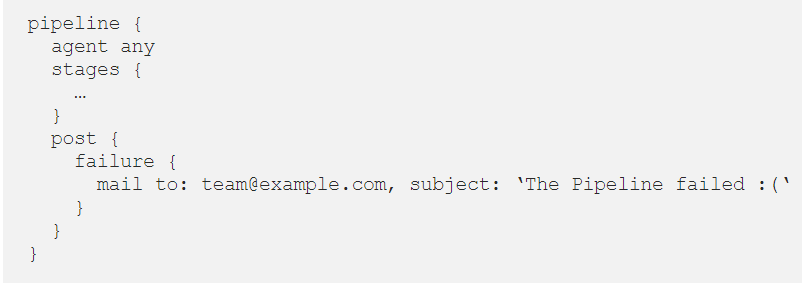 pipeline {
  agent any
  stages {
    …
  }
  post {
    failure {
      mail to: team@example.com, subject: ‛The Pipeline failed :(‛
    }
  }
}